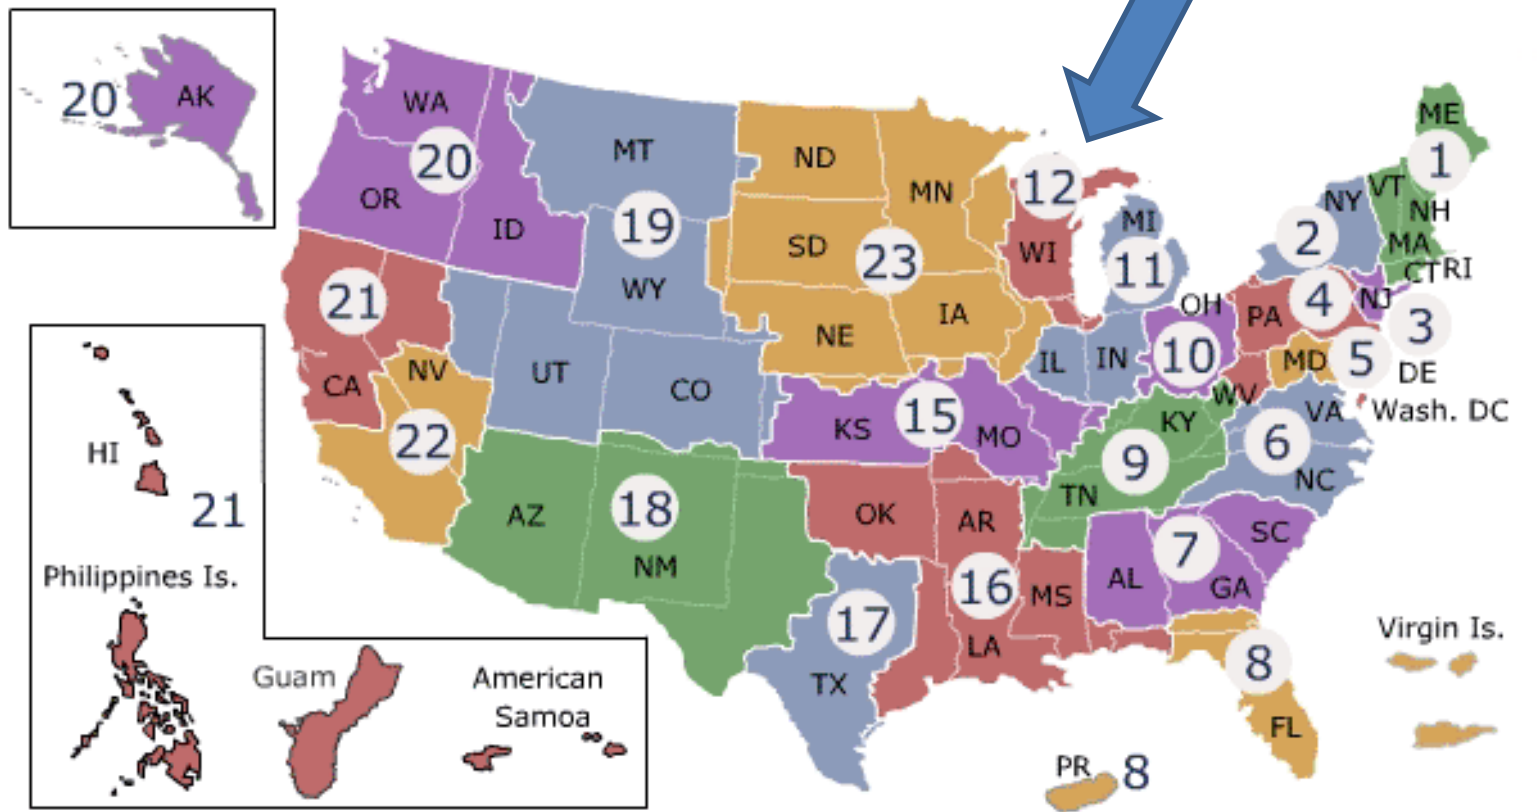 20
AK
WA
20
OR
ID
MT
19
WY
ND
MN
SD
23
NE
IA
12
WI
MI
11
ME
1
VT
NH
NY
2
MA
CT
RI
21
CA
NV
22
UT
CO
KS
15
MO
IL
IN
OH
10
PA
4
NJ
3
MD
5
DE
WV
VA
Wash. DC
KY
6
9
NC
TN
HI
21
AZ
18
NM
OK
AR
SC
7
AL
GA
16
MS
17
LA
TX
8
FL
Virgin Is.
PR
8
Philippines Is.
Guam
American
Samoa